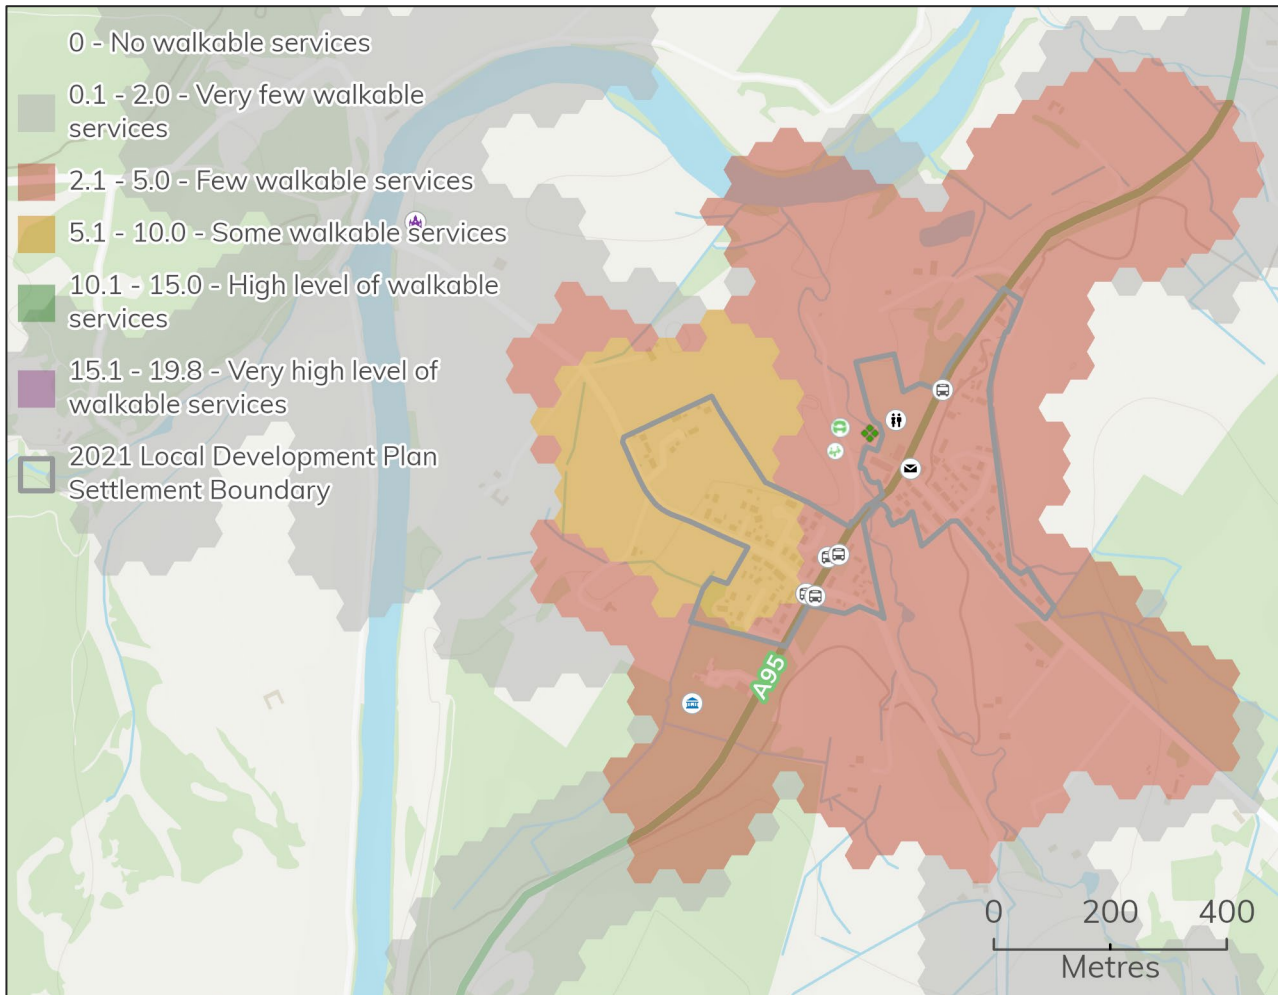 0 - No walkable services
0.1 - 2.0 - Very few walkable
services
2.1 - 5.0 - Few walkable services
5.1 - 10.0 - Some walkable services
10.1 - 15.0 - High level of walkable
services
15.1 - 19.8 - Very high level of
walkable services
2021 Local Development Plan
Settlement Boundary
A95
0 200 400
Metres